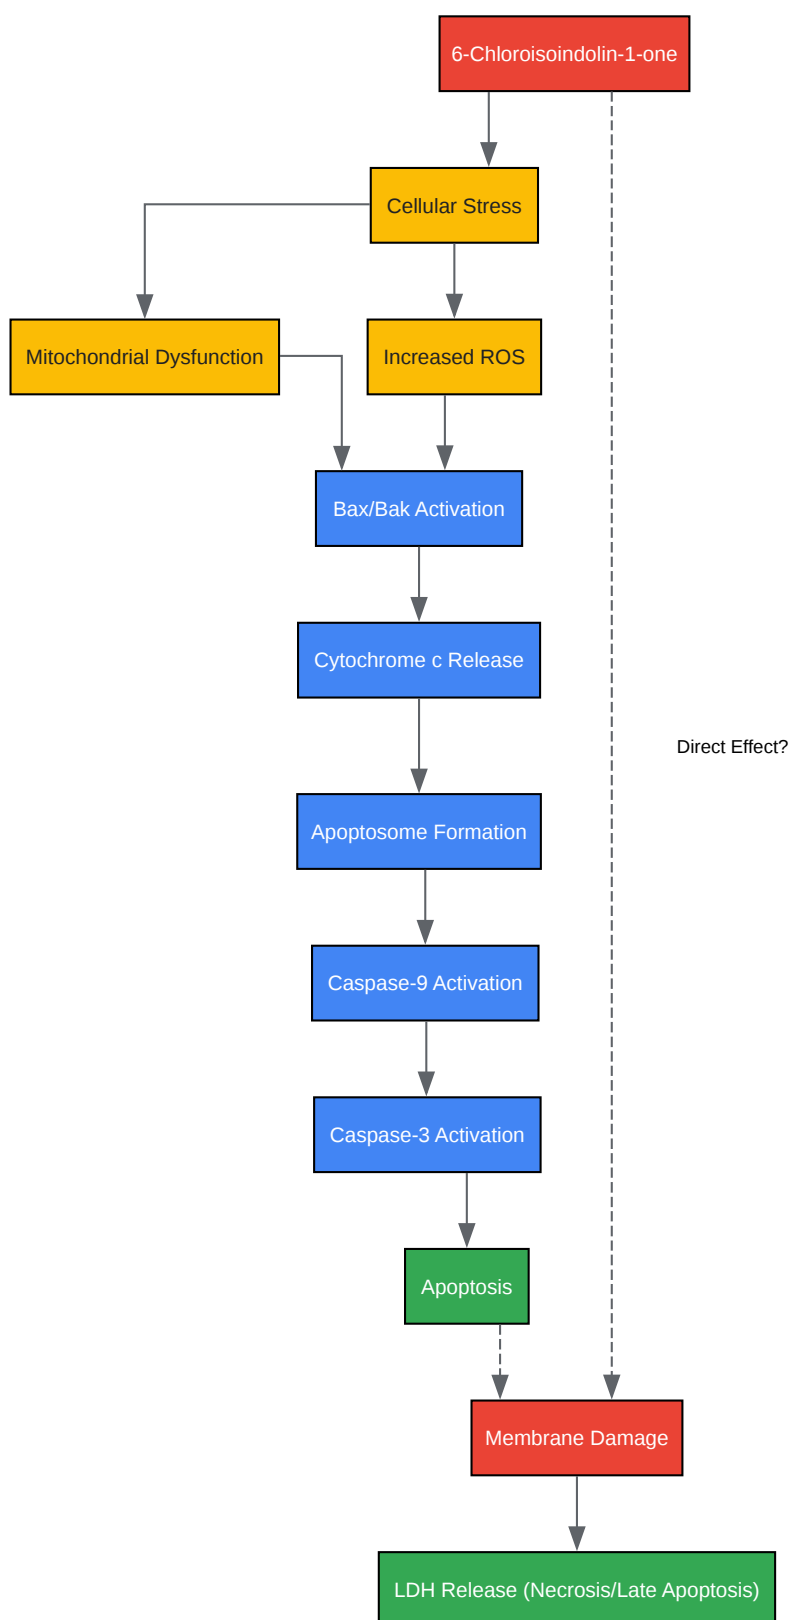 6-Chloroisoindolin-1-one
Cellular Stress
Mitochondrial Dysfunction
Increased ROS
Bax/Bak Activation
Cytochrome c Release
Direct Effect?
Apoptosome Formation
Caspase-9 Activation
Caspase-3 Activation
Apoptosis
Membrane Damage
LDH Release (Necrosis/Late Apoptosis)